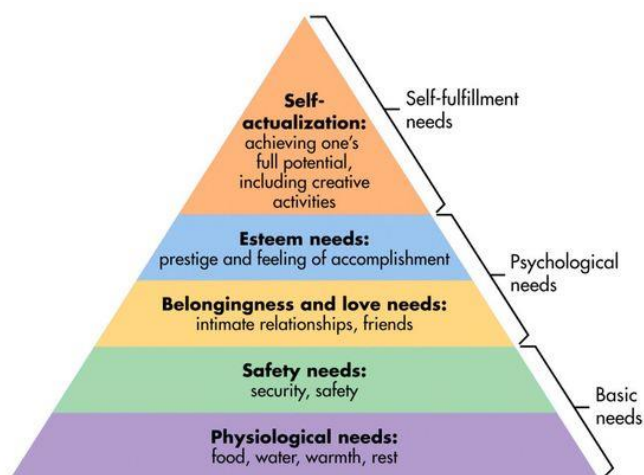 Self-
actualization:
achieving one's
full potential,
including creative
activities
Esteem needs:
prestige and feeling of accomplishment
Belongingness and love needs:
intimate relationships, friends
Safety needs:
security, safety
Physiological needs:
food, water, warmth, rest
Self-fulfillment
needs
Psychological
needs
Basic
needs